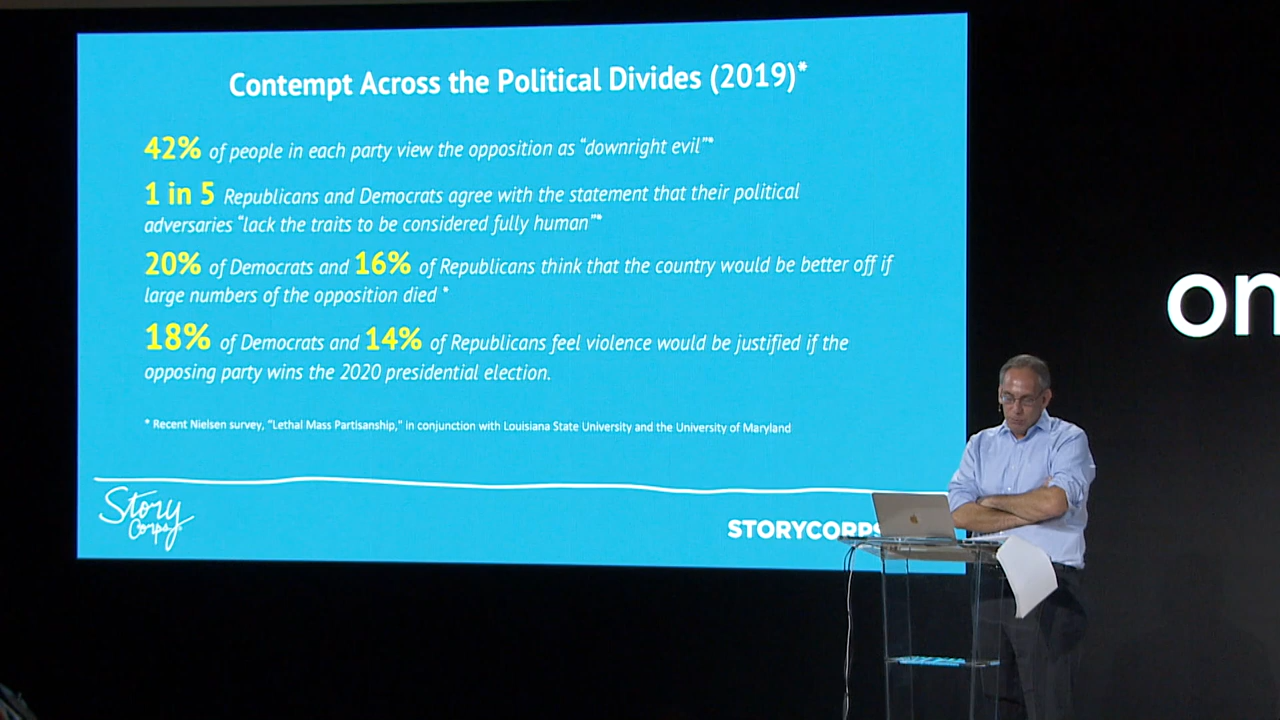 Contempt Across the Political Divides (2019)*
42% of people in each party view the opposition as “downright evil”*
1 in 5 Republicans and Democrats agree with the statement that their political
adversaries “lack the traits to be considered fully human”*
20% of Democrats and 16% of Republicans think that the country would be better off if
large numbers of the opposition died *
18% of Democrats and 14% of Republicans feel violence would be justified if the
opposing party wins the 2020 presidential election.
* Recent Nielsen survey, “Lethal Mass Partisanship,” in conjunction with Louisiana State University and the University of Maryland
Story
Corps
STORYCORPS
on